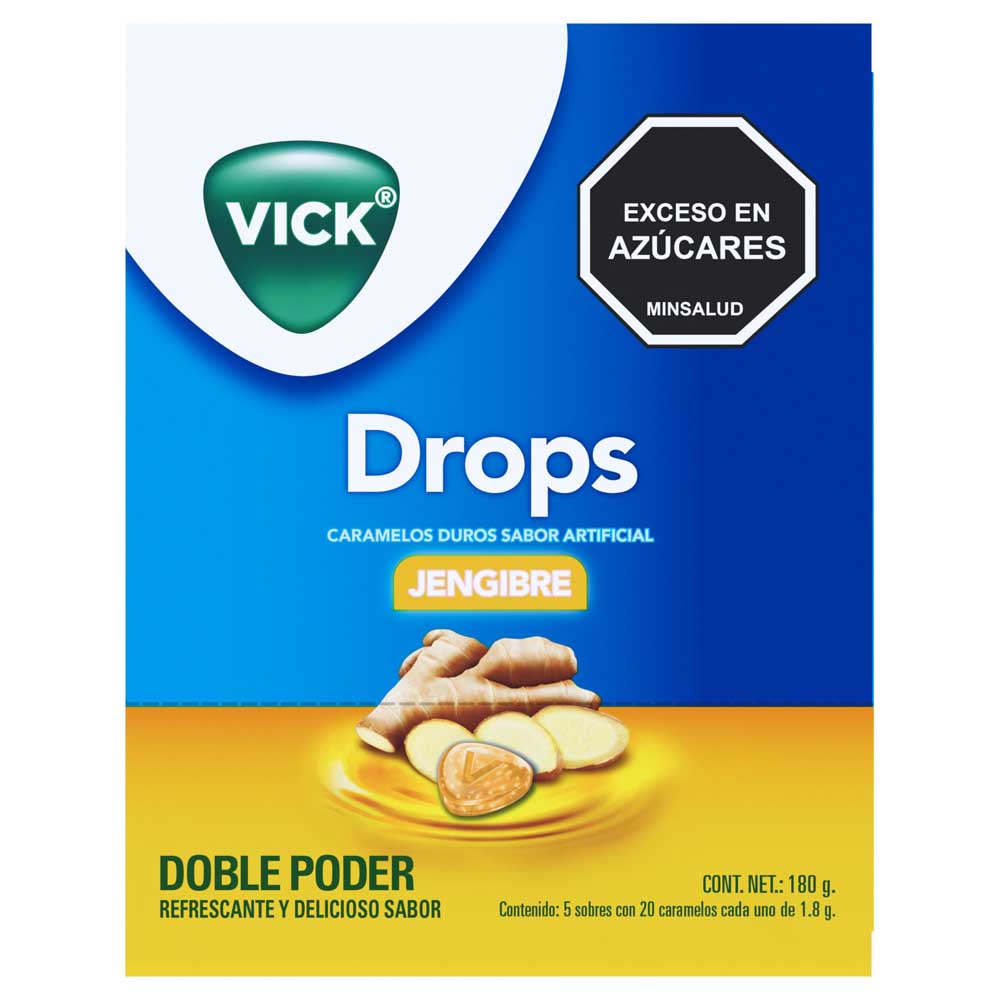 VICK®
EXCESO EN
AZÚCARES
MINSALUD
Drops
CARAMELOS DUROS SABOR ARTIFICIAL
JENGIBRE
V
DOBLE PODER
REFRESCANTE Y DELICIOSO SABOR
CONT. NET.: 180 g.
Contenido: 5 sobres con 20 caramelos cada uno de 1.8 g.